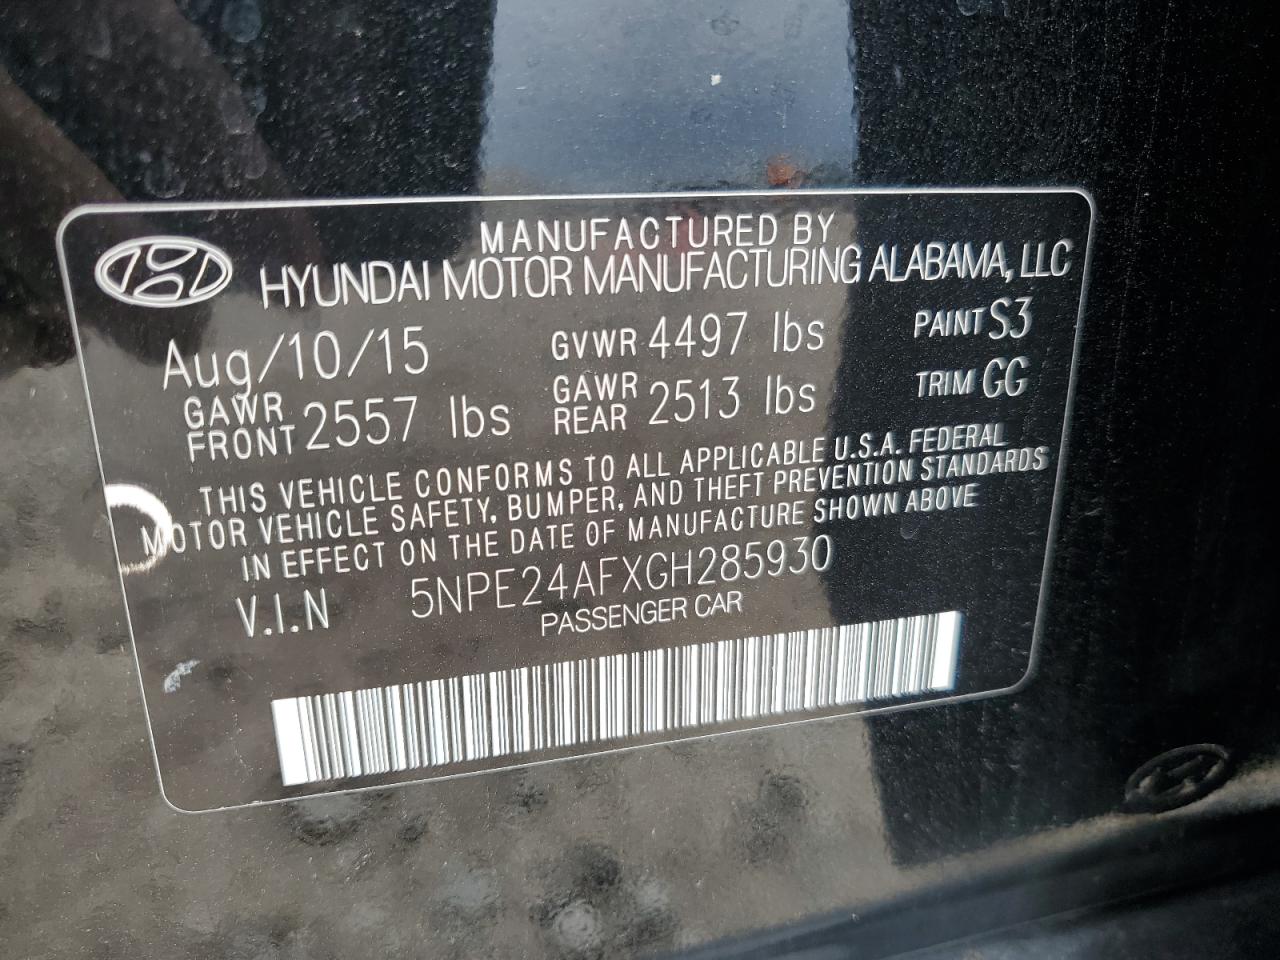 MANUFACTURED BY
HYUNDAI MOTOR MANUFACTURING ALABAMA, LLC
Aug/10/15 GVWR 4497 lbs PAINT S3
GAWR FRONT 2557 lbs GAWR REAR 2513 lbs TRIM GG
THIS VEHICLE CONFORMS TO ALL APPLICABLE U.S.A. FEDERAL
MOTOR VEHICLE SAFETY, BUMPER, AND THEFT PREVENTION STANDARDS
IN EFFECT ON THE DATE OF MANUFACTURE SHOWN ABOVE
V.I.N 5NPE24AFXGH285930
PASSENGER CAR